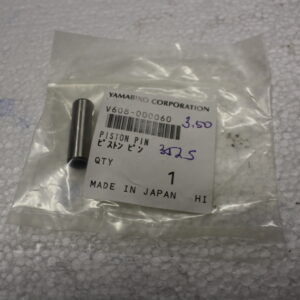 YAMABIKO CORPORATION
V608-000060 3.50
PISTON PIN
ピストン ピン 3525
QTY 1
MADE IN JAPAN HI